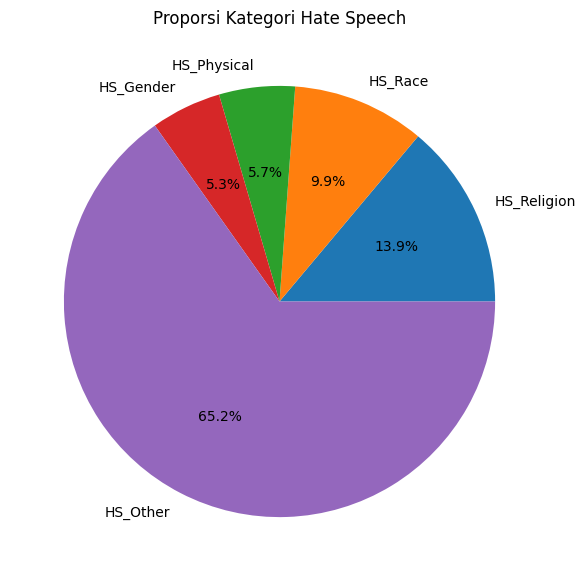 Proporsi Kategori Hate Speech
HS_Physical
HS_Gender
HS_Race
5.7%
5.3%
9.9%
HS_Religion
13.9%
65.2%
HS_Other